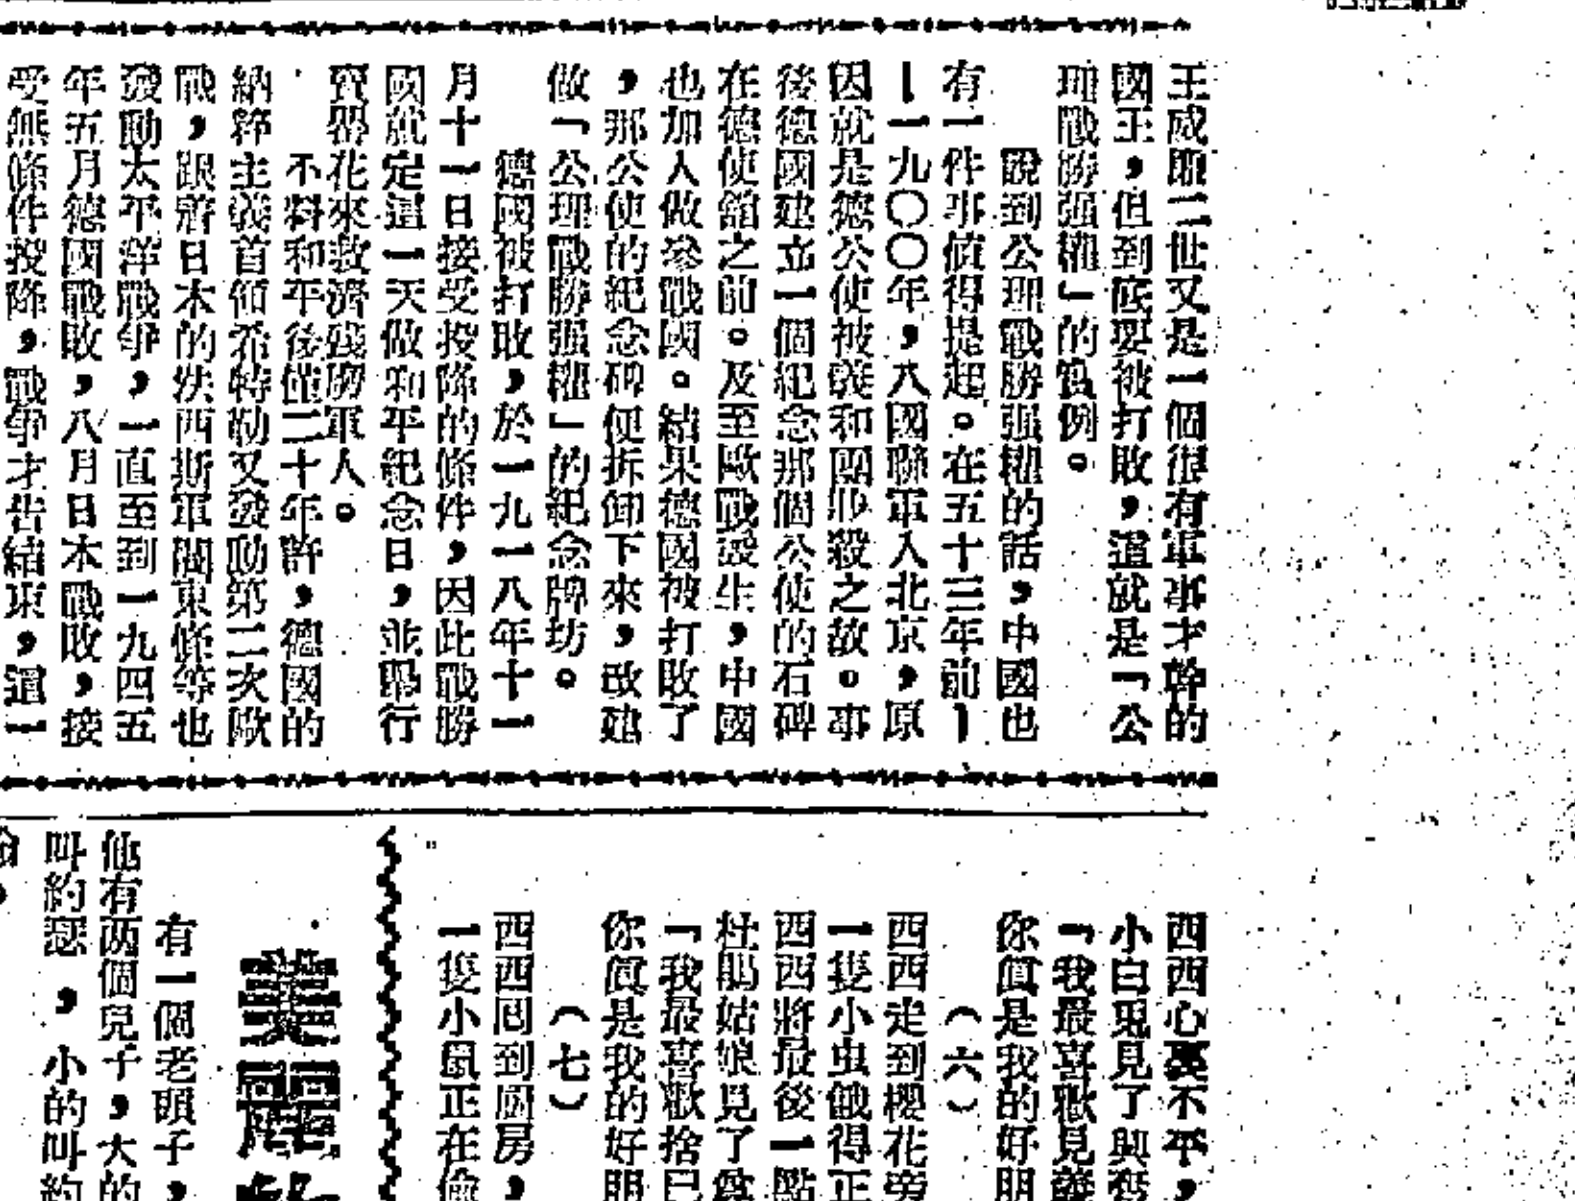 王威廉二世又是一個很有軍事才幹的
國王，但到底要被打敗，這就是「公
理戰勝强權」的實例。
說到公理戰勝强權的話，中國也
有一件事值得提起。在五十三年前—
—一九〇〇年，八國聯軍入北京，原
因就是德公使被義和團所殺之故。事
後德國建立一個紀念那個公使的石碑
在德使館之前。及至歐戰發生，中國
也加入做參戰國。結果德國被打敗了
，那公使的紀念碑便拆卸下來，改建
做「公理戰勝强權」的紀念牌坊。
德國被打敗，於一九一八年十一
月十一日接受投降的條件，因此戰勝
國就定這一天做和平紀念日，並舉行
賣器花來救濟殘廢軍人。
不料和平後僅二十年許，德國的
納粹主義首領希特勒又發動第二次歐
戰，跟著日本的法西斯軍閥東條等也
發動太平洋戰爭，一直至到一九四五
年五月德國戰敗，八月日本戰敗，接
受無條件投降，戰爭才告結束，這一
西西心裏不平，
小白兎見了與奮
「我最喜歡見義
你眞是我的好朋
（六）
西西走到櫻花旁
一隻小虫餓得正
西西將最後一點
杜鵑姑娘見了
「我最喜歡捨已
你眞是我的好朋
（七）
西西囘到厨房，
一隻小鼠正在偷
有一個老頭子，
他有两個兒子，大的
叫約瑟，小的叫約